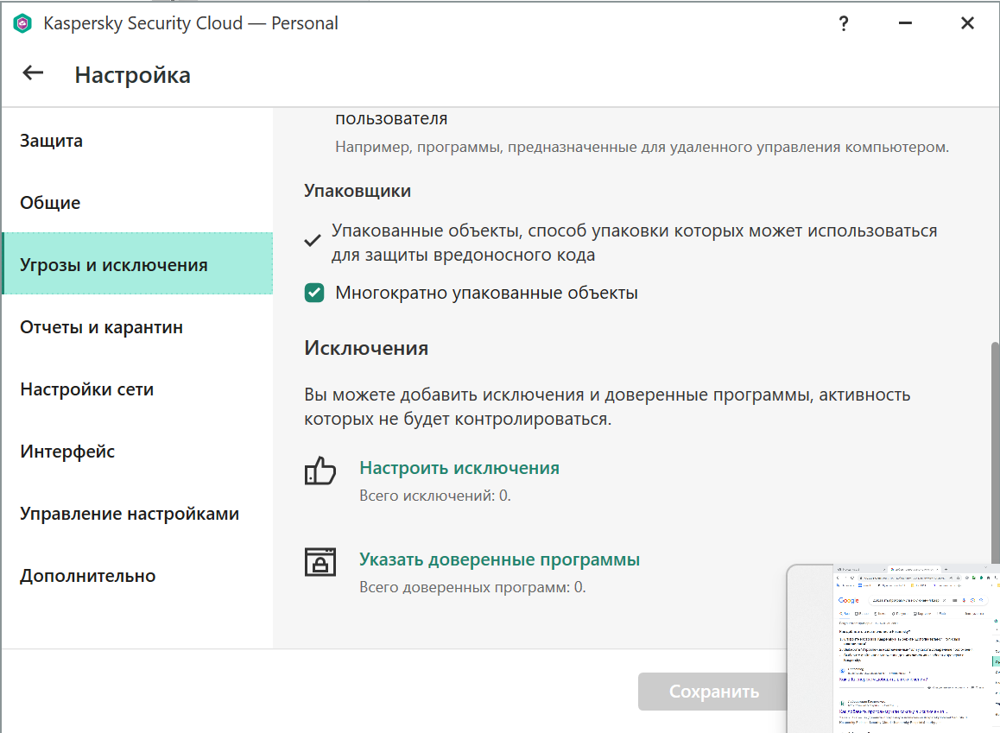 Kaspersky Security Cloud — Personal
?
Настройка
Защита
Общие
Угрозы и исключения
Отчеты и карантин
Настройки сети
Интерфейс
Управление настройками
Дополнительно
пользователя
Например, программы, предназначенные для удаленного управления компьютером.
Упаковщики
Упакованные объекты, способ упаковки которых может использоваться
для защиты вредоносного кода
Многократно упакованные объекты
Исключения
Вы можете добавить исключения и доверенные программы, активность
которых не будет контролироваться.
Настроить исключения
Всего исключений: 0.
Указать доверенные программы
Всего доверенных программ: 0.
Сохранить
Google